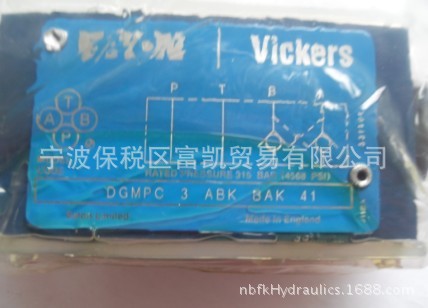 EATON | Vickers
P T B A
T
A B
P
宁波保税区富凯贸易有限公司
RATED PRESSURE 315 BAR (4568 PSI)
DGMPC 3 ABK BAK 41
Made in England
nbfkHydraulics.1688.com